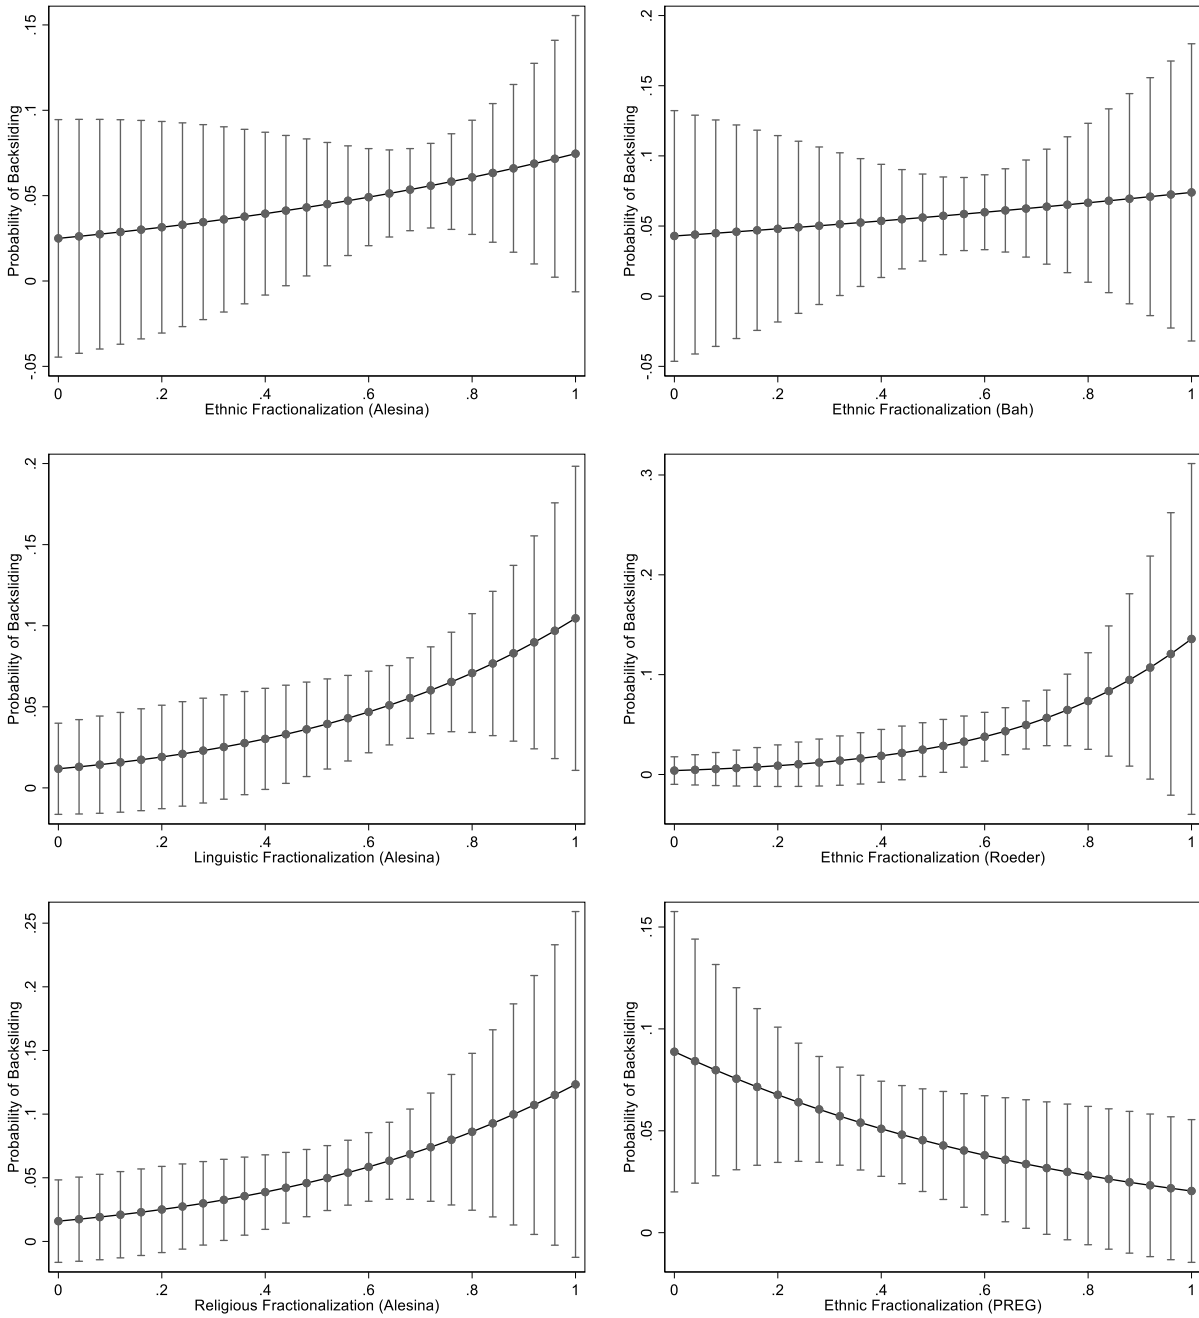 Probability of Backsliding
.15
.1
.05
0
-.05
0 .2 .4 .6 .8 1
Ethnic Fractionalization (Alesina)
Probability of Backsliding
.2
.15
.1
.05
0
-.05
0 .2 .4 .6 .8 1
Ethnic Fractionalization (Bah)
Probability of Backsliding
.2
.15
.1
.05
0
0 .2 .4 .6 .8 1
Linguistic Fractionalization (Alesina)
Probability of Backsliding
.3
.2
.1
0
0 .2 .4 .6 .8 1
Ethnic Fractionalization (Roeder)
Probability of Backsliding
.25
.2
.15
.1
.05
0
0 .2 .4 .6 .8 1
Religious Fractionalization (Alesina)
Probability of Backsliding
.15
.1
.05
0
0 .2 .4 .6 .8 1
Ethnic Fractionalization (PREG)